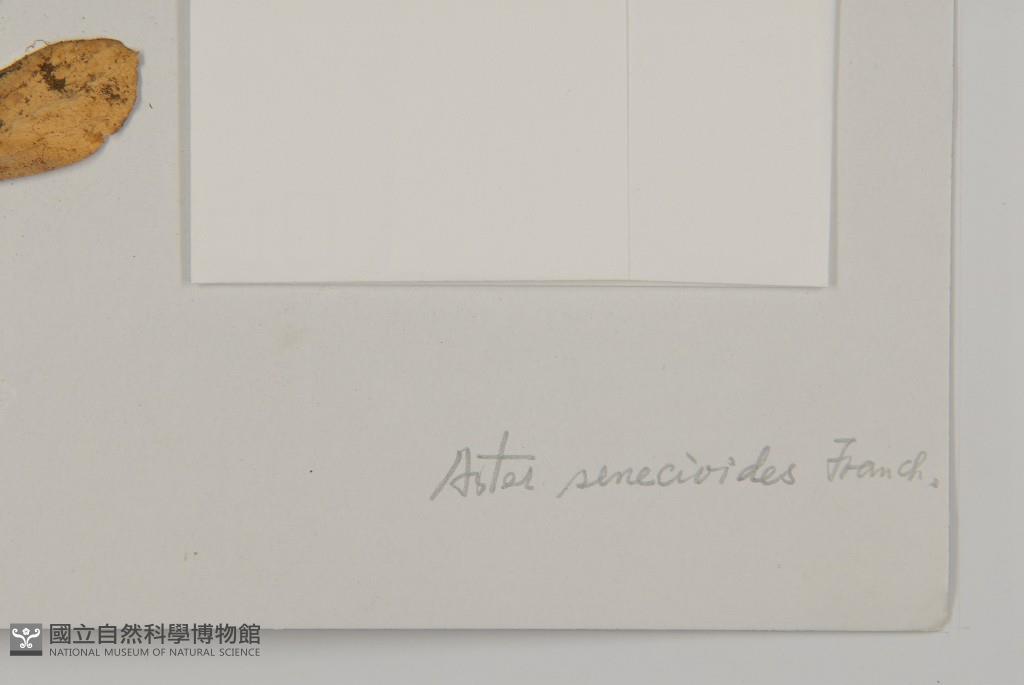 Aster senecioides Franch.
國立自然科學博物館
NATIONAL MUSEUM OF NATURAL SCIENCE